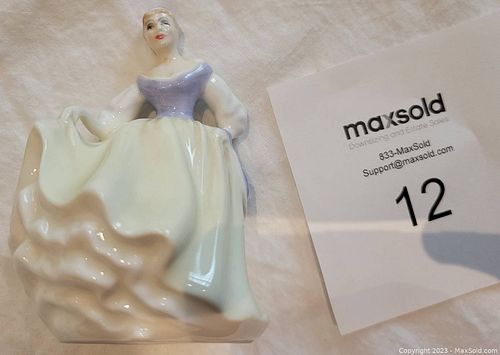 maxsold
Downsizing and Estate Sales
833-MaxSold
Support@maxsold.com
12
Copyright 2023 - MaxSold.com